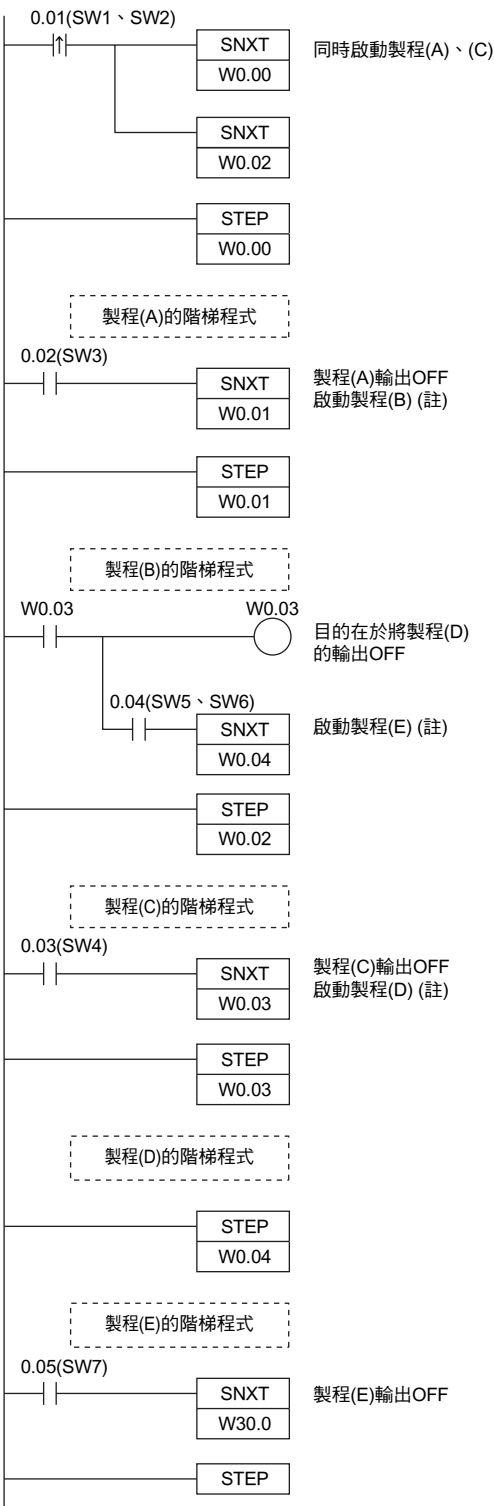 0.01(SW1、SW2)
SNXT
W0.00
同時啟動製程(A)、(C)
SNXT
W0.02
STEP
W0.00
製程(A)的階梯程式
0.02(SW3)
SNXT
W0.01
製程(A)輸出OFF
啟動製程(B) (註)
STEP
W0.01
製程(B)的階梯程式
W0.03
W0.03
目的在於將製程(D)
的輸出OFF
0.04(SW5、SW6)
SNXT
W0.04
啟動製程(E) (註)
STEP
W0.02
製程(C)的階梯程式
0.03(SW4)
SNXT
W0.03
製程(C)輸出OFF
啟動製程(D) (註)
STEP
W0.03
製程(D)的階梯程式
STEP
W0.04
製程(E)的階梯程式
0.05(SW7)
SNXT
W30.0
製程(E)輸出OFF
STEP